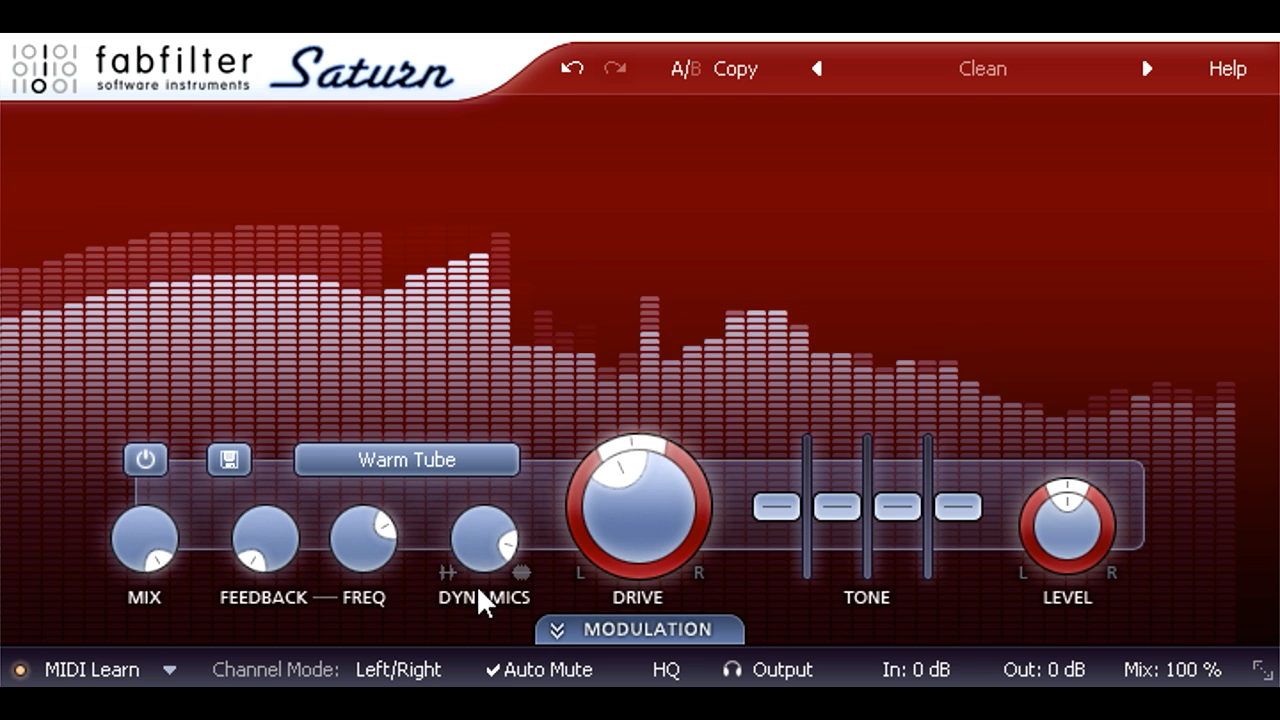 fabfilter
software instruments
Saturn
A/B Copy
Clean
Help
Warm Tube
L R
L R
MIX FEEDBACK FREQ DYNAMICS DRIVE TONE LEVEL
MODULATION
MIDI Learn Channel Mode: Left/Right Auto Mute HQ Output In: 0 dB Out: 0 dB Mix: 100 %